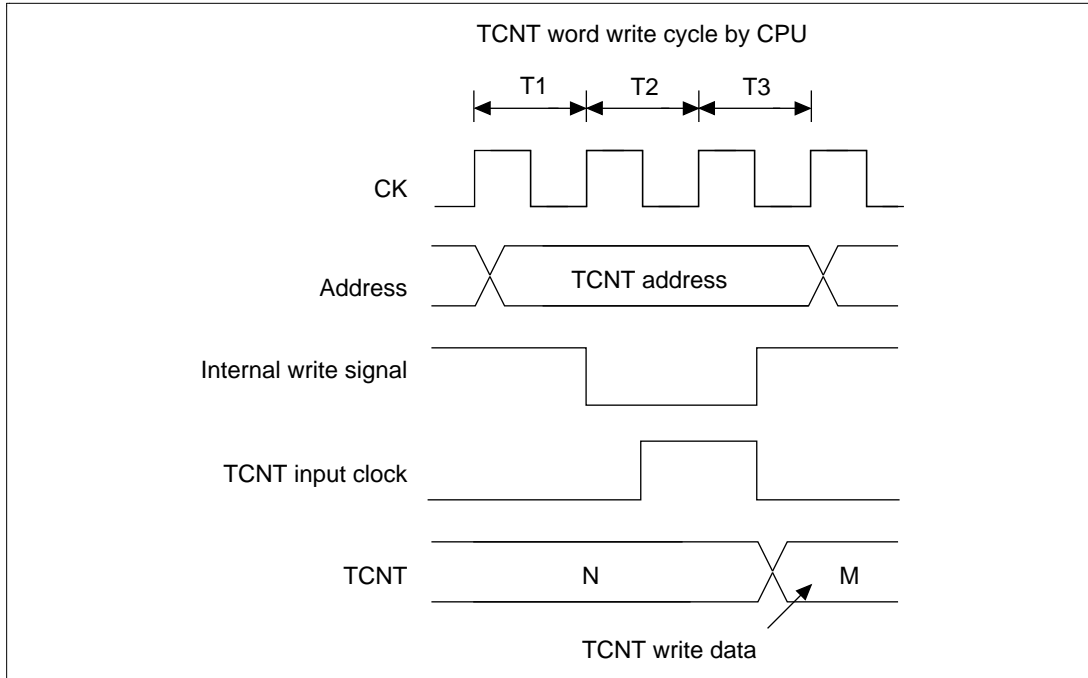 TCNT word write cycle by CPU
T1 T2 T3
CK
Address TCNT address
Internal write signal
TCNT input clock
TCNT N M
TCNT write data